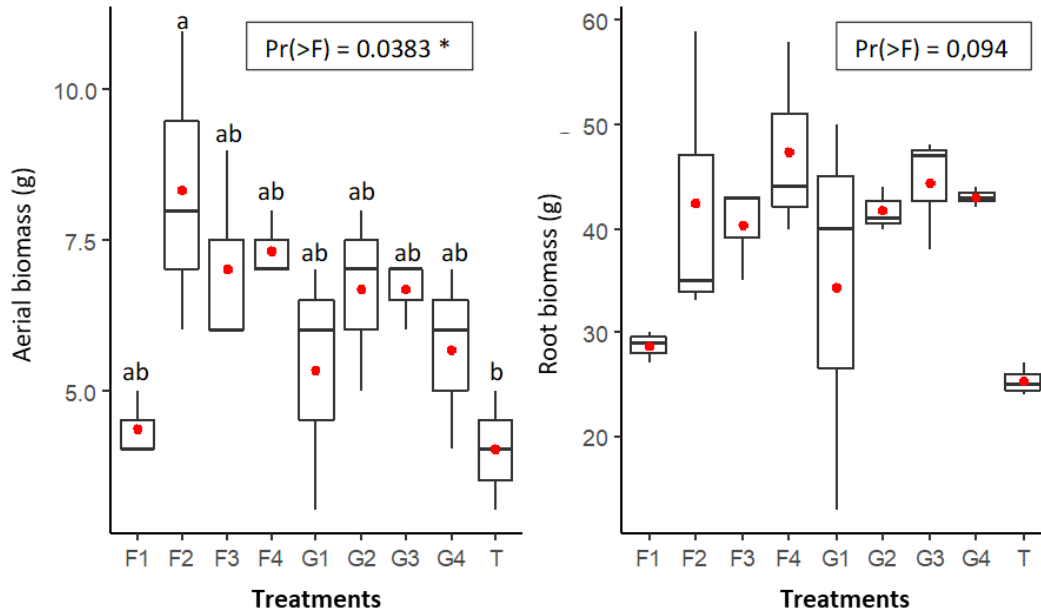 a
Pr(>F) = 0.0383 *
10.0
ab
ab
ab
ab
ab
ab
7.5
ab
b
5.0
Aerial biomass (g)
F1 F2 F3 F4 G1 G2 G3 G4 T
Treatments
60
Pr(>F) = 0,094
50
40
30
20
Root biomass (g)
F1 F2 F3 F4 G1 G2 G3 G4 T
Treatments